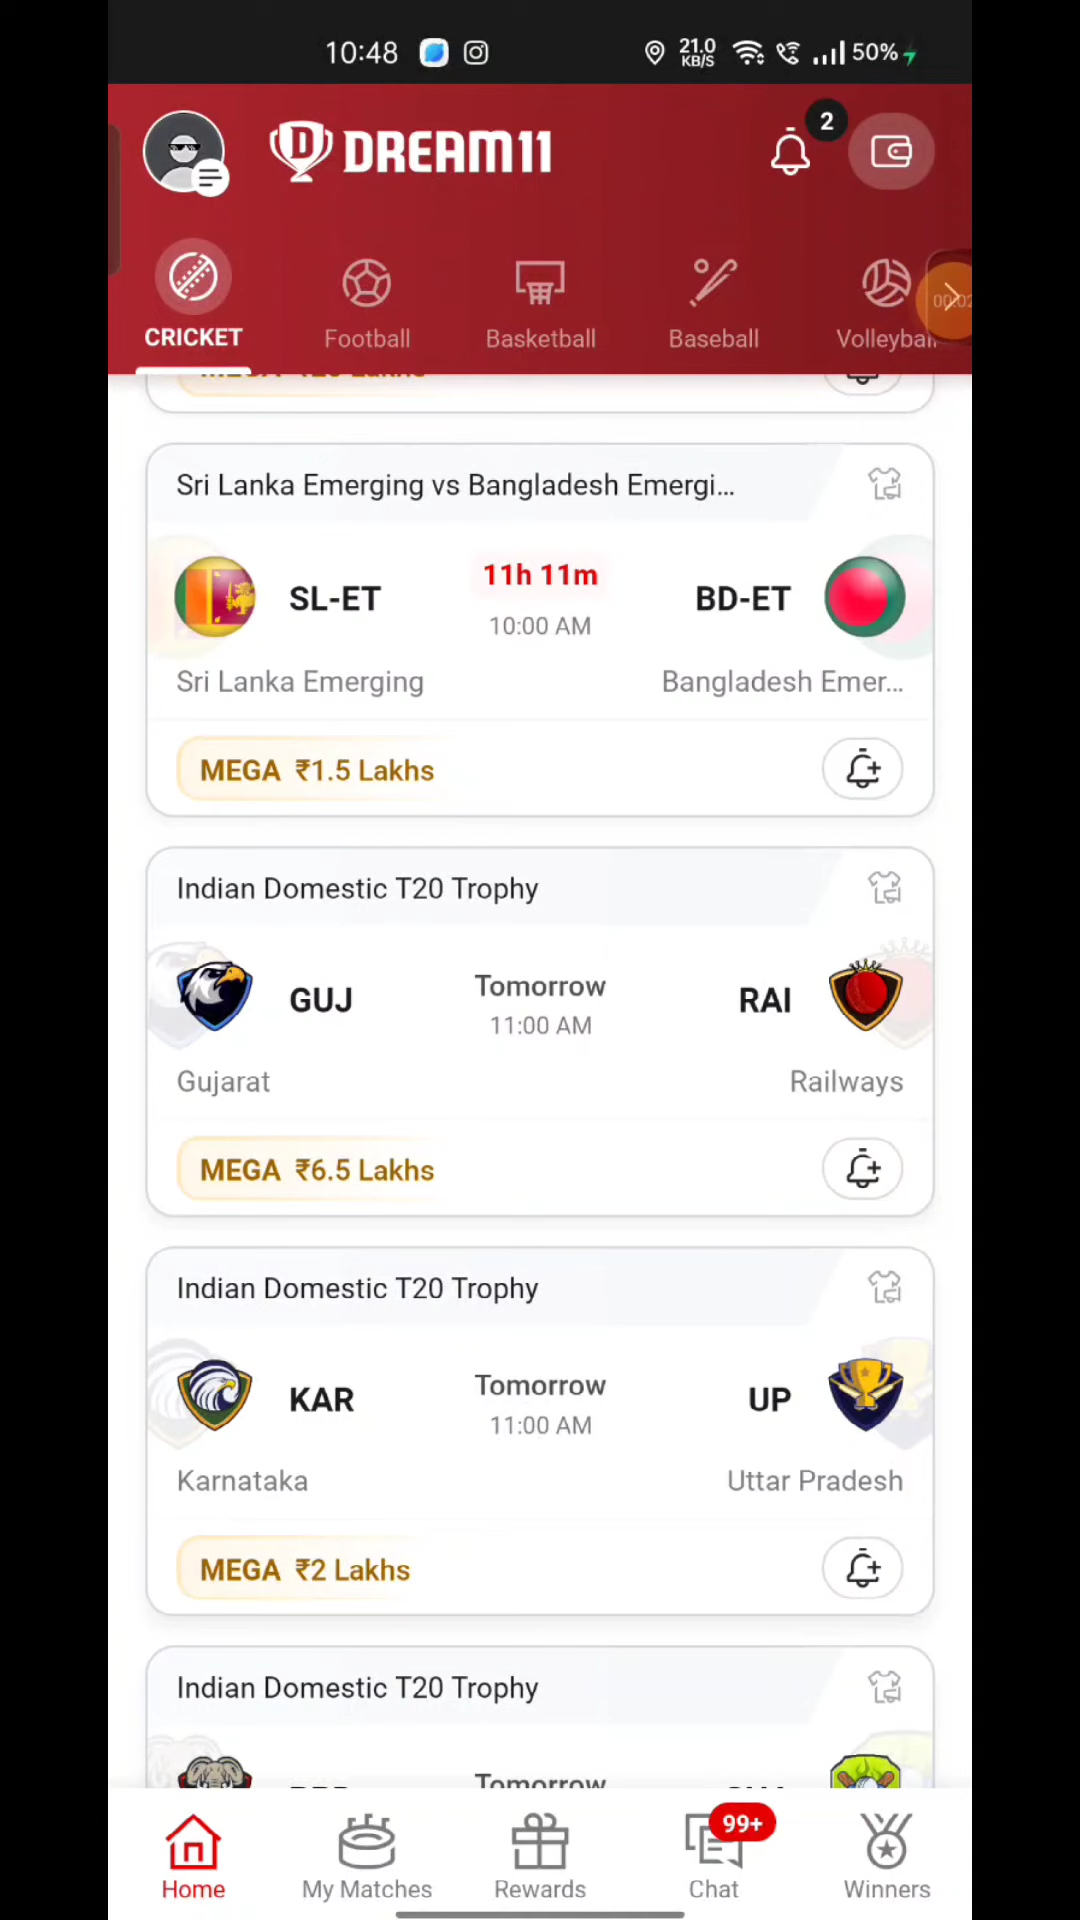 10:48
21.0 KB/S
50%
DREAM11
2
CRICKET
Football
Basketball
Baseball
Volleyball
Sri Lanka Emerging vs Bangladesh Emergi...
SL-ET
11h 11m
BD-ET
10:00 AM
Sri Lanka Emerging
Bangladesh Emer...
MEGA ₹1.5 Lakhs
Indian Domestic T20 Trophy
GUJ
Tomorrow
RAI
11:00 AM
Gujarat
Railways
MEGA ₹6.5 Lakhs
Indian Domestic T20 Trophy
KAR
Tomorrow
UP
11:00 AM
Karnataka
Uttar Pradesh
MEGA ₹2 Lakhs
Indian Domestic T20 Trophy
Tomorrow
99+
Home
My Matches
Rewards
Chat
Winners